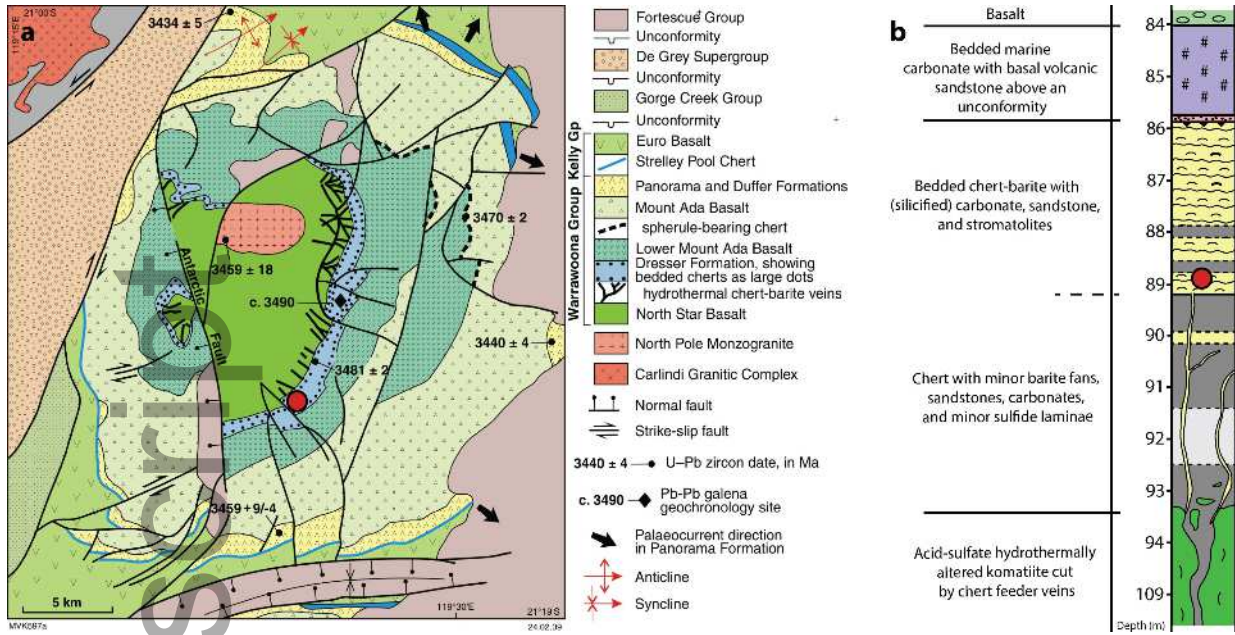 a
21°00'S
119°15'E
3434 ± 5
3470 ± 2
3459 ± 18
Antarctic
Fault
c. 3490
3440 ± 4
3481 ± 2
3459 +9/-4
5 km
119°30'E
21°19'S
24.02.09
script
Fortescue Group
Unconformity
De Grey Supergroup
Unconformity
Gorge Creek Group
Unconformity
Warrawoona Group
Kelly Gp
Euro Basalt
Strelley Pool Chert
Panorama and Duffer Formations
Mount Ada Basalt
spherule-bearing chert
Lower Mount Ada Basalt
Dresser Formation, showing
bedded cherts as large dots
hydrothermal chert-barite veins
North Star Basalt
North Pole Monzogranite
Carlindi Granitic Complex
Normal fault
Strike-slip fault
3440 ± 4
U–Pb zircon date, in Ma
c. 3490
Pb-Pb galena
geochronology site
Palaeocurrent direction
in Panorama Formation
Anticline
Syncline
b
Basalt
Bedded marine
carbonate with basal volcanic
sandstone above an
unconformity
Bedded chert-barite with
(silicified) carbonate, sandstone,
and stromatolites
Chert with minor barite fans,
sandstones, carbonates,
and minor sulfide laminae
Acid-sulfate hydrothermally
altered komatiite cut
by chert feeder veins
84
85
86
87
88
89
90
91
92
93
94
109
Depth (m)